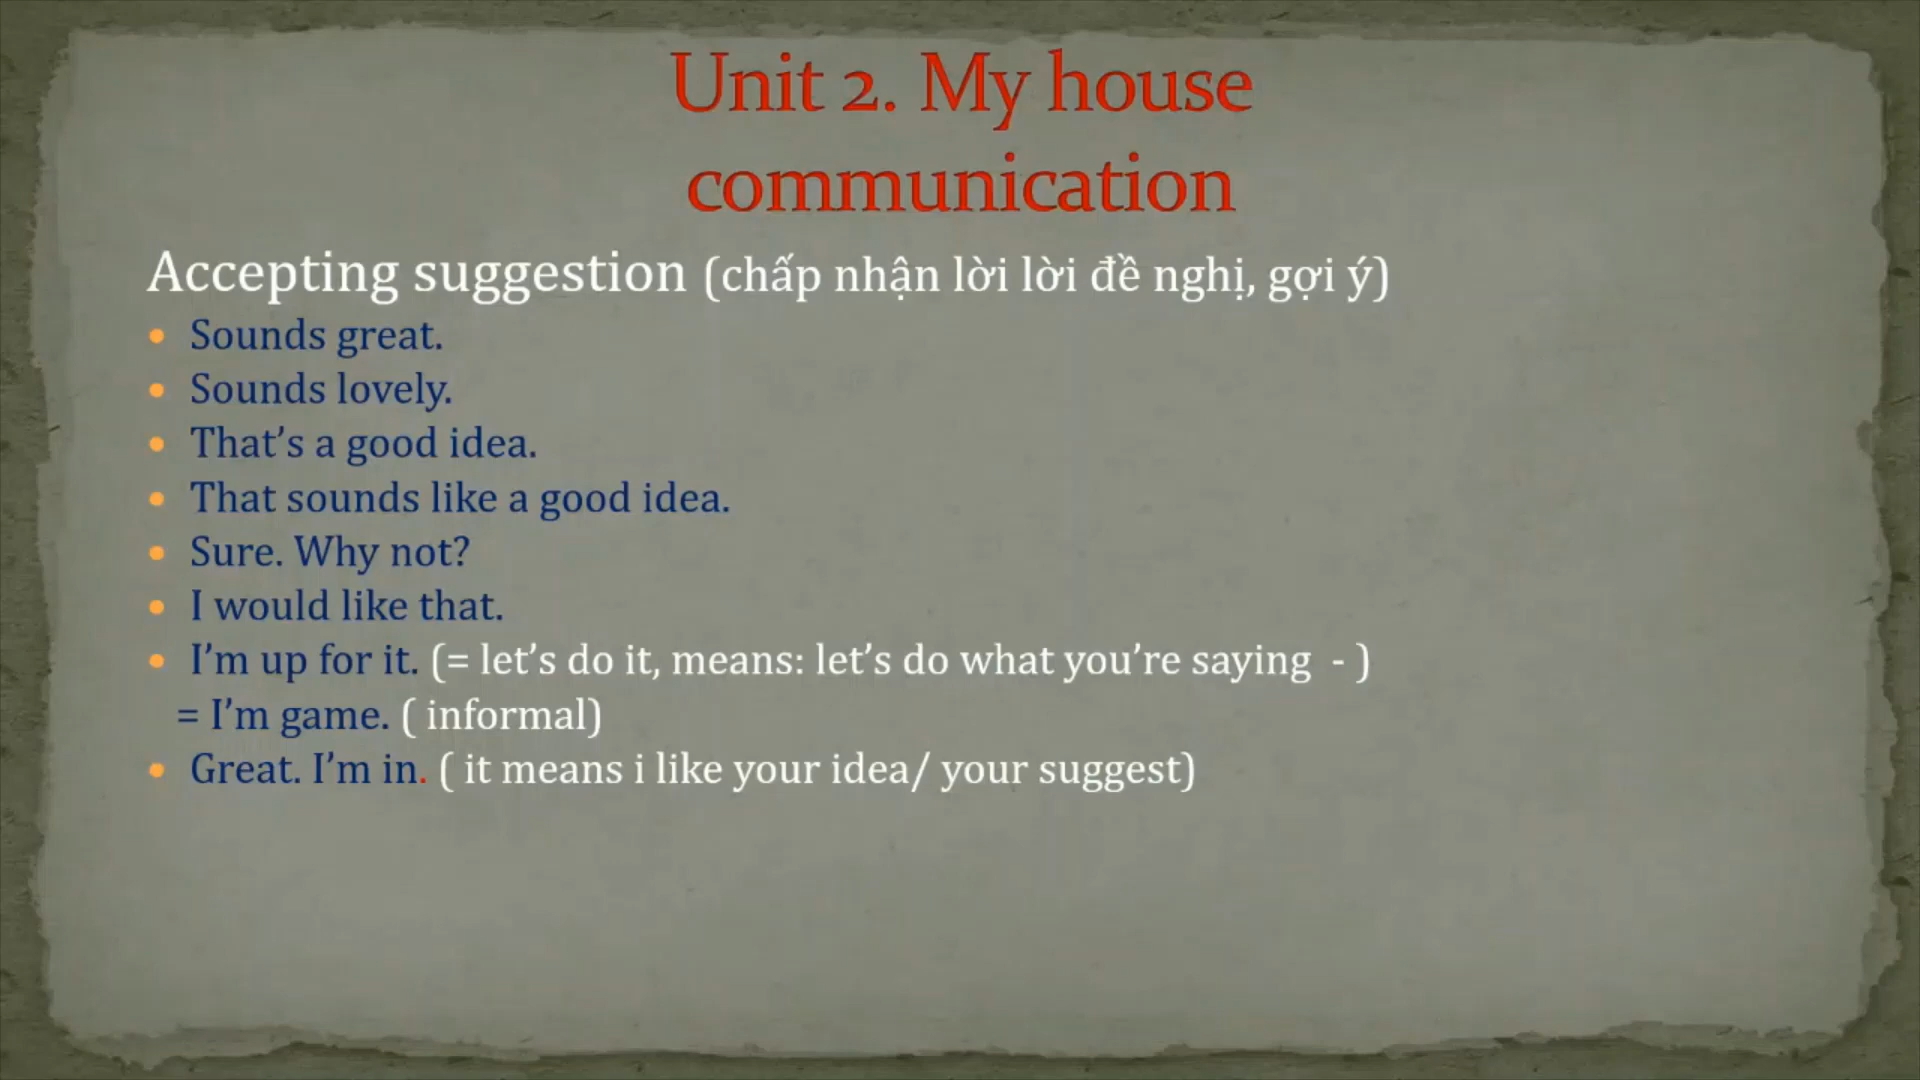 Unit 2. My house
communication
Accepting suggestion (chấp nhận lời lời đề nghị, gợi ý)
• Sounds great.
• Sounds lovely.
• That’s a good idea.
• That sounds like a good idea.
• Sure. Why not?
• I would like that.
• I’m up for it. (= let’s do it, means: let’s do what you’re saying - )
= I’m game. ( informal)
• Great. I’m in. ( it means i like your idea/ your suggest)